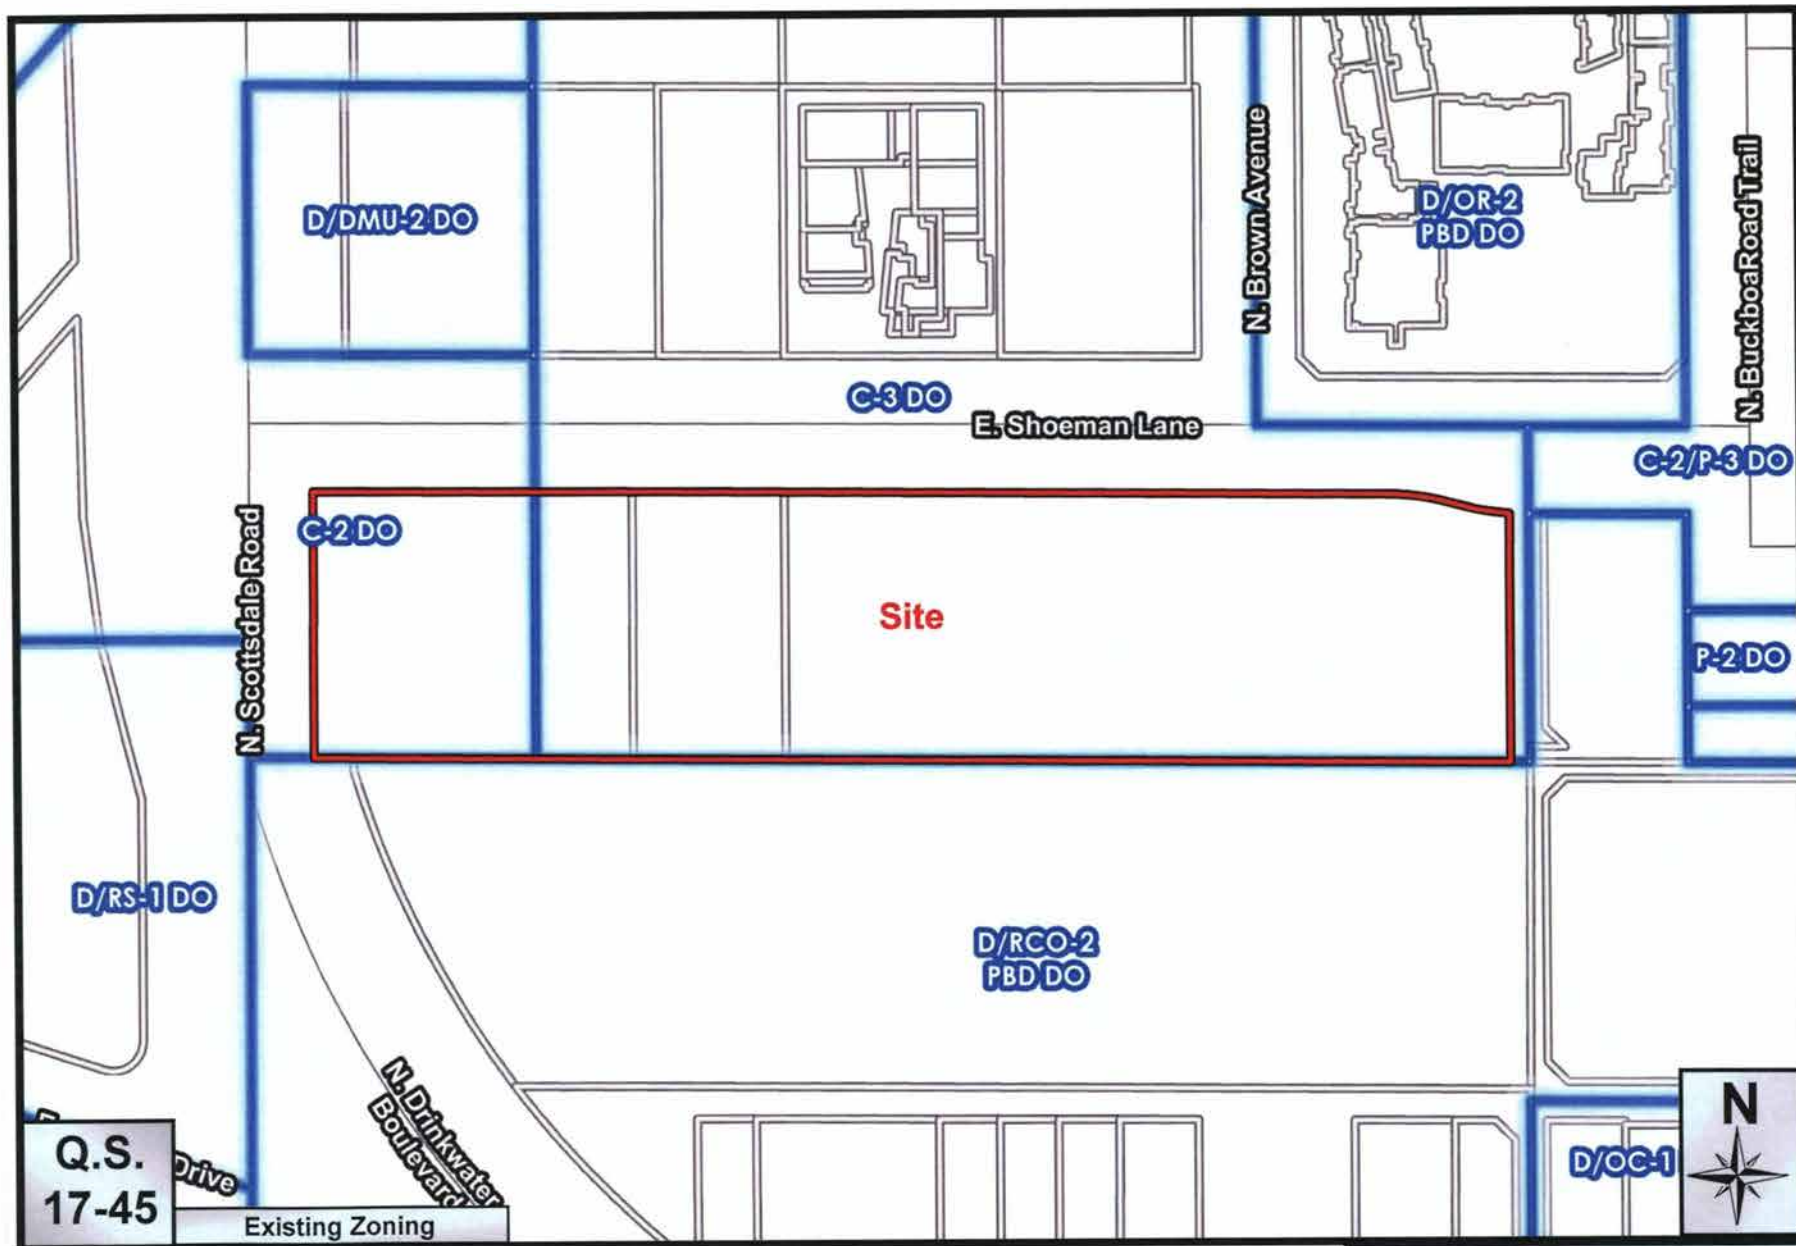 D/DMU-2 DO
N. Brown Avenue
D/OR-2
PBD DO
N. BuckboaRoad Trail
C-3 DO
E. Shoeman Lane
C-2/P-3 DO
C-2 DO
N. Scottsdale Road
Site
P-2 DO
D/RS-1 DO
D/RCO-2
PBD DO
N. Drinkwater
Boulevard
D/OC-1
N
Drive
Q.S.
17-45
Existing Zoning